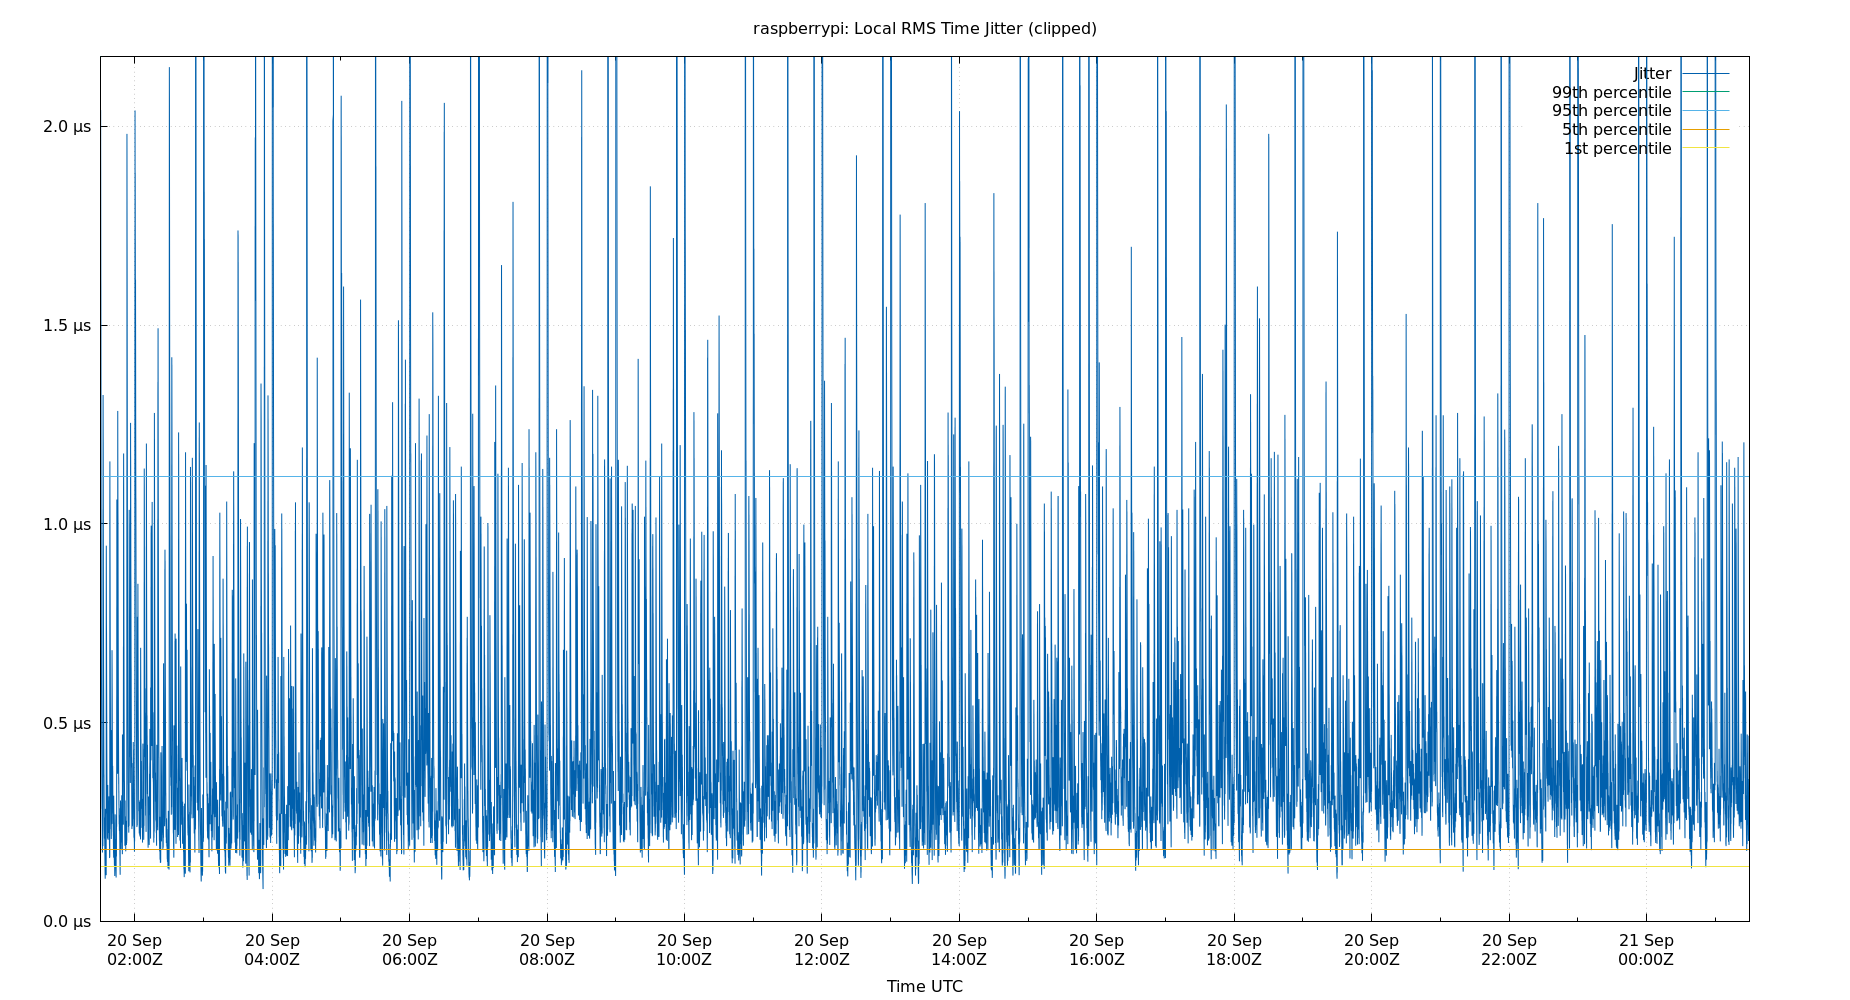 raspberrypi: Local RMS Time Jitter (clipped)
Jitter
99th percentile
95th percentile
5th percentile
1st percentile
2.0 µs
1.5 µs
1.0 µs
0.5 µs
0.0 µs
20 Sep 20 Sep 20 Sep 20 Sep 20 Sep 20 Sep 20 Sep 20 Sep 20 Sep 20 Sep 20 Sep 21 Sep
02:00Z 04:00Z 06:00Z 08:00Z 10:00Z 12:00Z 14:00Z 16:00Z 18:00Z 20:00Z 22:00Z 00:00Z
Time UTC